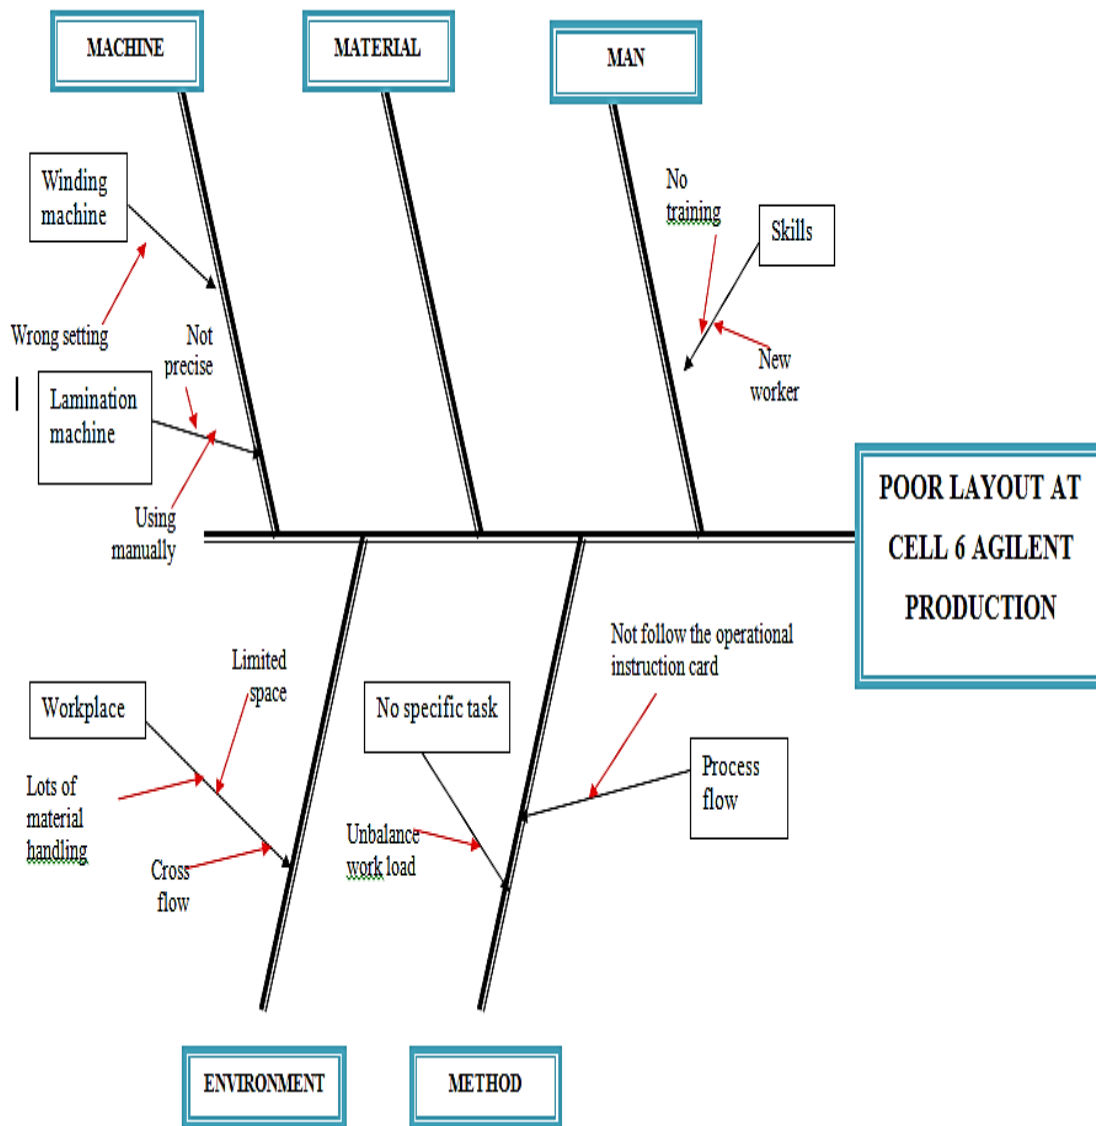 MACHINE
MATERIAL
MAN
Winding
machine
No
training
Skills
Wrong setting
Not
precise
New
worker
Lamination
machine
Using
manually
POOR LAYOUT AT
CELL 6 AGILENT
PRODUCTION
Limited
space
Not follow the operational
instruction card
Workplace
No specific task
Process
flow
Lots of
material
handling
Unbalance
work load
Cross
flow
ENVIRONMENT
METHOD